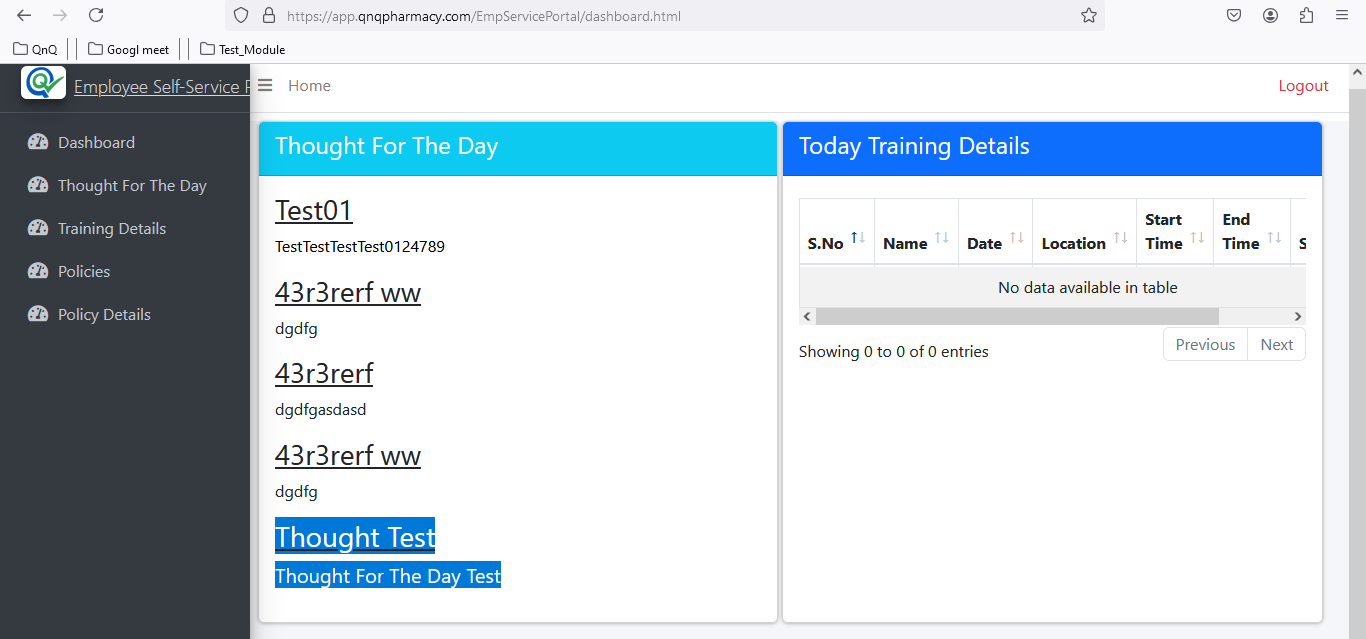 https://app.qnqpharmacy.com/EmpServicePortal/dashboard.html
QnQ
Googl meet
Test_Module
Employee Self-Service
Home
Logout
Dashboard
Thought For The Day
Training Details
Policies
Policy Details
Thought For The Day
Test01
TestTestTestTest0124789
43r3rerf ww
dgdfg
43r3rerf
dgdfgasdasd
43r3rerf ww
dgdfg
Thought Test
Thought For The Day Test
Today Training Details
S.No Name Date Location Start Time End Time S
No data available in table
Showing 0 to 0 of 0 entries
Previous Next